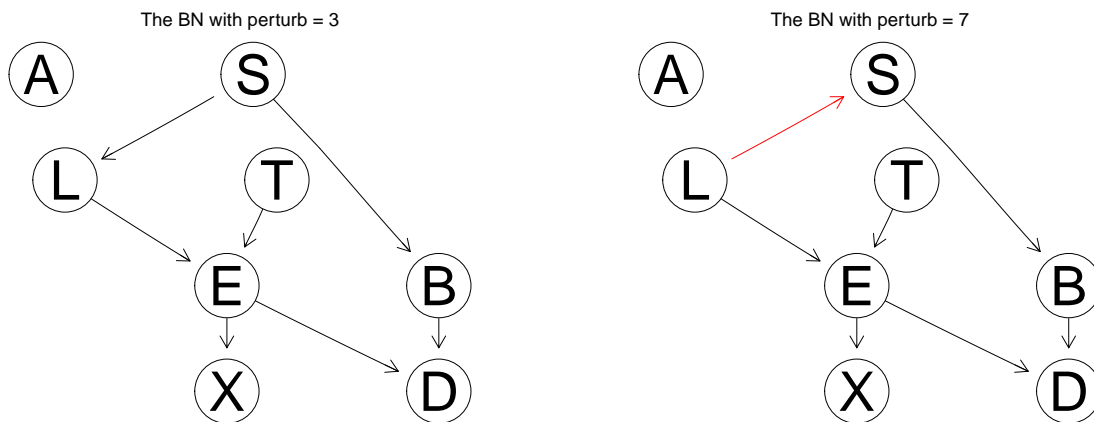 The BN with perturb = 3
A S
L T
E B
X D
The BN with perturb = 7
A S
L T
E B
X D